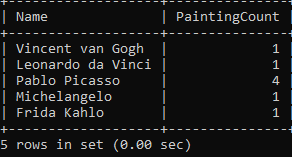 | Name | PaintingCount |
+-------------------+---------------+
| Vincent van Gogh | 1 |
| Leonardo da Vinci | 1 |
| Pablo Picasso | 4 |
| Michelangelo | 1 |
| Frida Kahlo | 1 |
+-------------------+---------------+
5 rows in set (0.00 sec)